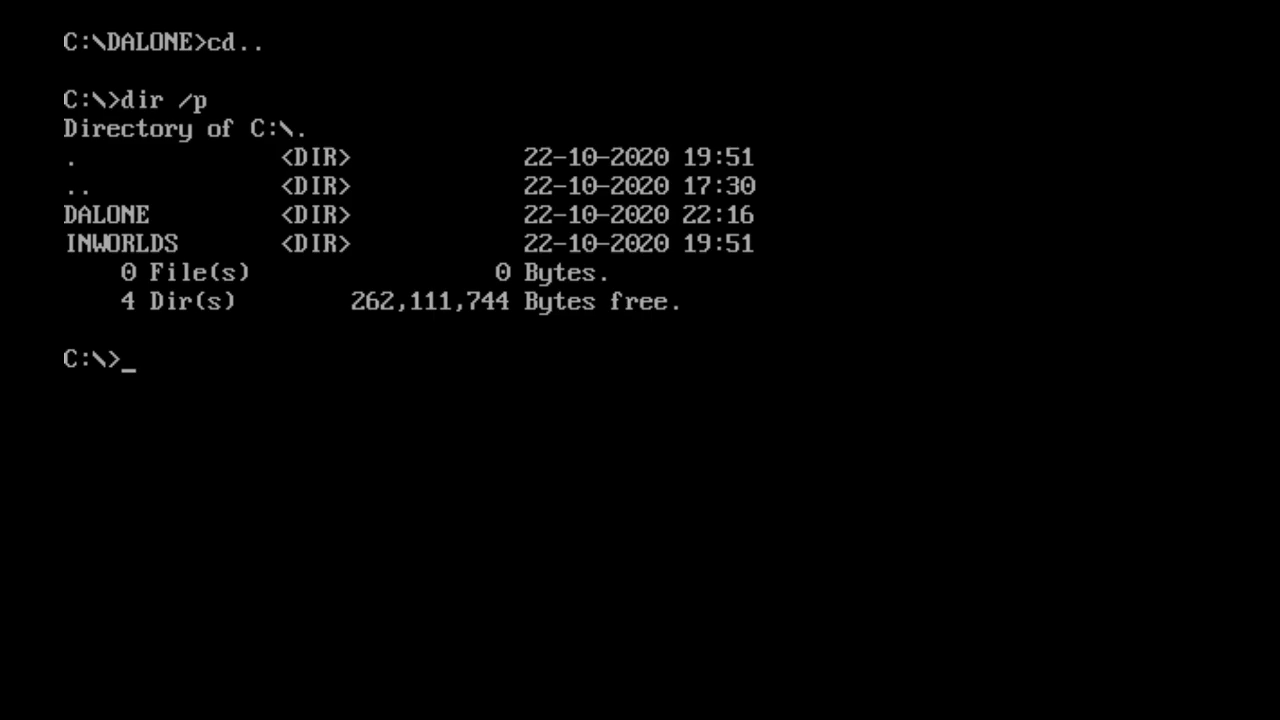 C:\DALONE>cd..
C:\>dir /p
Directory of C:\.
. <DIR> 22-10-2020 19:51
.. <DIR> 22-10-2020 17:30
DALONE <DIR> 22-10-2020 22:16
INWORLDS <DIR> 22-10-2020 19:51
0 File(s) 0 Bytes.
4 Dir(s) 262,111,744 Bytes free.
C:\>_